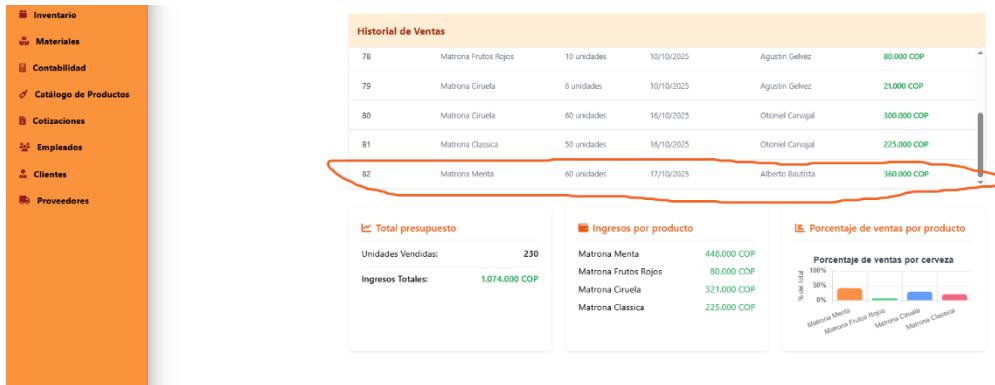 Inventario
Materiales
Contabilidad
Catálogo de Productos
Cotizaciones
Empleados
Clientes
Proveedores
Historial de Ventas
78 Matrona Frutos Rojos 10 unidades 10/10/2025 Agustin Gelvez 80.000 COP
79 Matrona Ciruela 6 unidades 10/10/2025 Agustin Gelvez 21.000 COP
80 Matrona Ciruela 60 unidades 16/10/2025 Otoniel Carvajal 300.000 COP
81 Matrona Classica 50 unidades 16/10/2025 Otoniel Carvajal 225.000 COP
82 Matrona Menta 60 unidades 17/10/2025 Alberto Bautista 360.000 COP
Total presupuesto
Unidades Vendidas: 230
Ingresos Totales: 1.074.000 COP
Ingresos por producto
Matrona Menta 448.000 COP
Matrona Frutos Rojos 80.000 COP
Matrona Ciruela 321.000 COP
Matrona Classica 225.000 COP
Porcentaje de ventas por producto
Porcentaje de ventas por cerveza
% del total
100%
50%
0%
Matrona Menta
Matrona Frutos Rojos
Matrona Ciruela
Matrona Classica